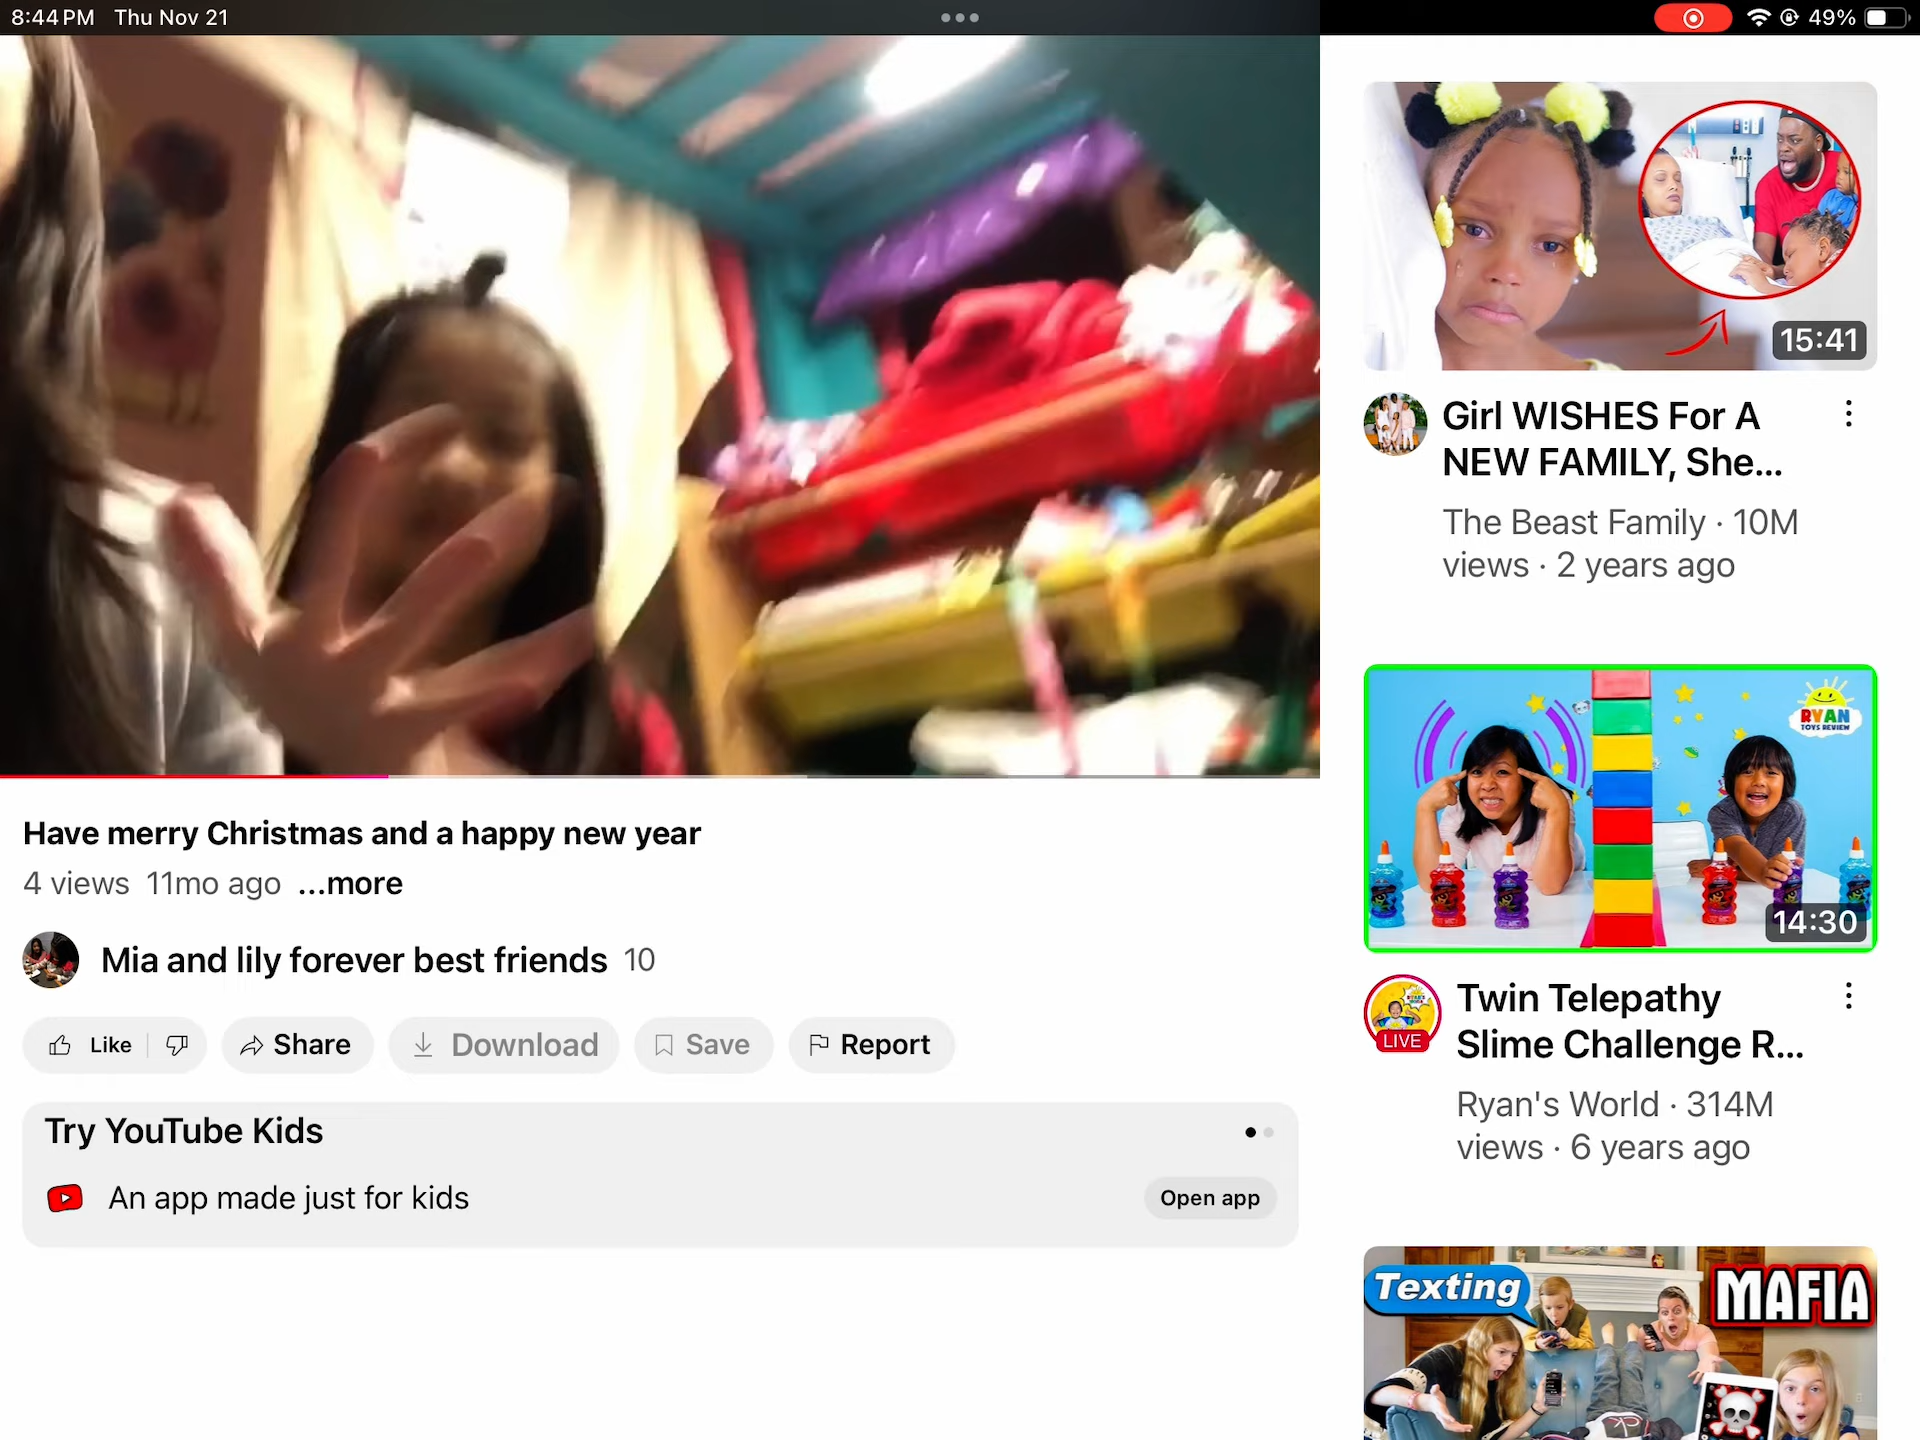 8:44 PM Thu Nov 21
49%
15:41
Girl WISHES For A
NEW FAMILY, She...
The Beast Family · 10M
views · 2 years ago
RYAN
TOYS REVIEW
14:30
LIVE
Twin Telepathy
Slime Challenge R...
Ryan's World · 314M
views · 6 years ago
Texting
MAFIA
Have merry Christmas and a happy new year
4 views 11mo ago ...more
Mia and lily forever best friends 10
Like
Share
Download
Save
Report
Try YouTube Kids
An app made just for kids
Open app